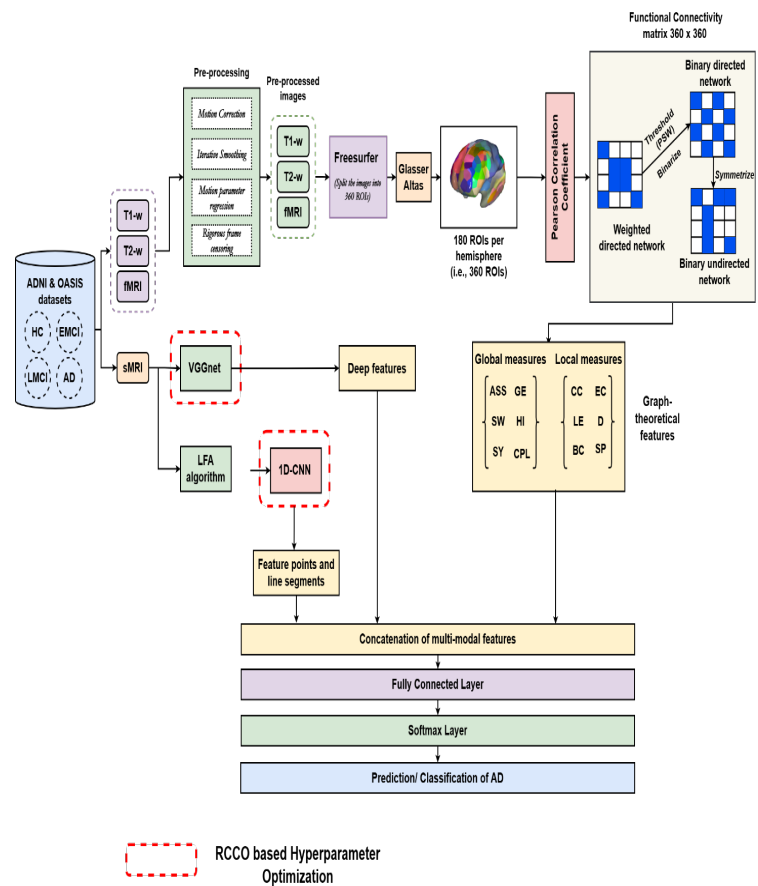 Functional Connectivity
matrix 360 x 360
Pre-processing
Motion Correction
Iterative Smoothing
Motion parameter
regression
Rigorous frame
censoring
Pre-processed
images
T1-w
T2-w
fMRI
Freesurfer
(Split the images into
360 ROIs)
Glasser
Altas
180 ROIs per
hemisphere
(i.e., 360 ROIs)
Pearson Correlation
Coefficient
Weighted
directed network
Threshold
(PSW)
Binarize
Binary directed
network
Symmetrize
Binary undirected
network
T1-w
T2-w
fMRI
ADNI & OASIS
datasets
HC
EMCI
LMCI
AD
sMRI
VGGnet
Deep features
LFA
algorithm
1D-CNN
Feature points and
line segments
Global measures
ASS GE
SW HI
SY CPL
Local measures
CC EC
LE D
BC SP
Graph-
theoretical
features
Concatenation of multi-modal features
Fully Connected Layer
Softmax Layer
Prediction/ Classification of AD
RCCO based Hyperparameter
Optimization